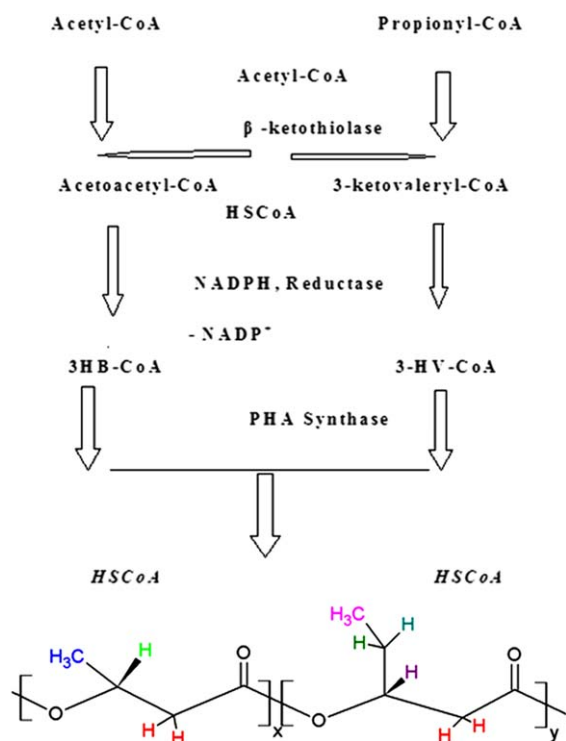 Acetyl-CoA Propionyl-CoA
Acetyl-CoA
β -ketothiolase
Acetoacetyl-CoA 3-ketovaleryl-CoA
HSCoA
NADPH, Reductase
- NADP⁺
3HB-CoA 3-HV-CoA
PHA Synthase
HSCoA HSCoA
H₃C
H₃C H H O
H O
H
O x O y
H H H H